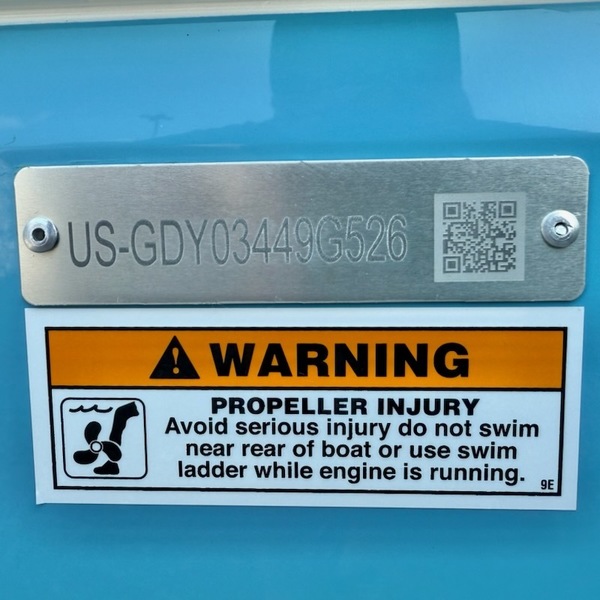 US-GDY03449G526
WARNING
PROPELLER INJURY
Avoid serious injury do not swim
near rear of boat or use swim
ladder while engine is running.
9E